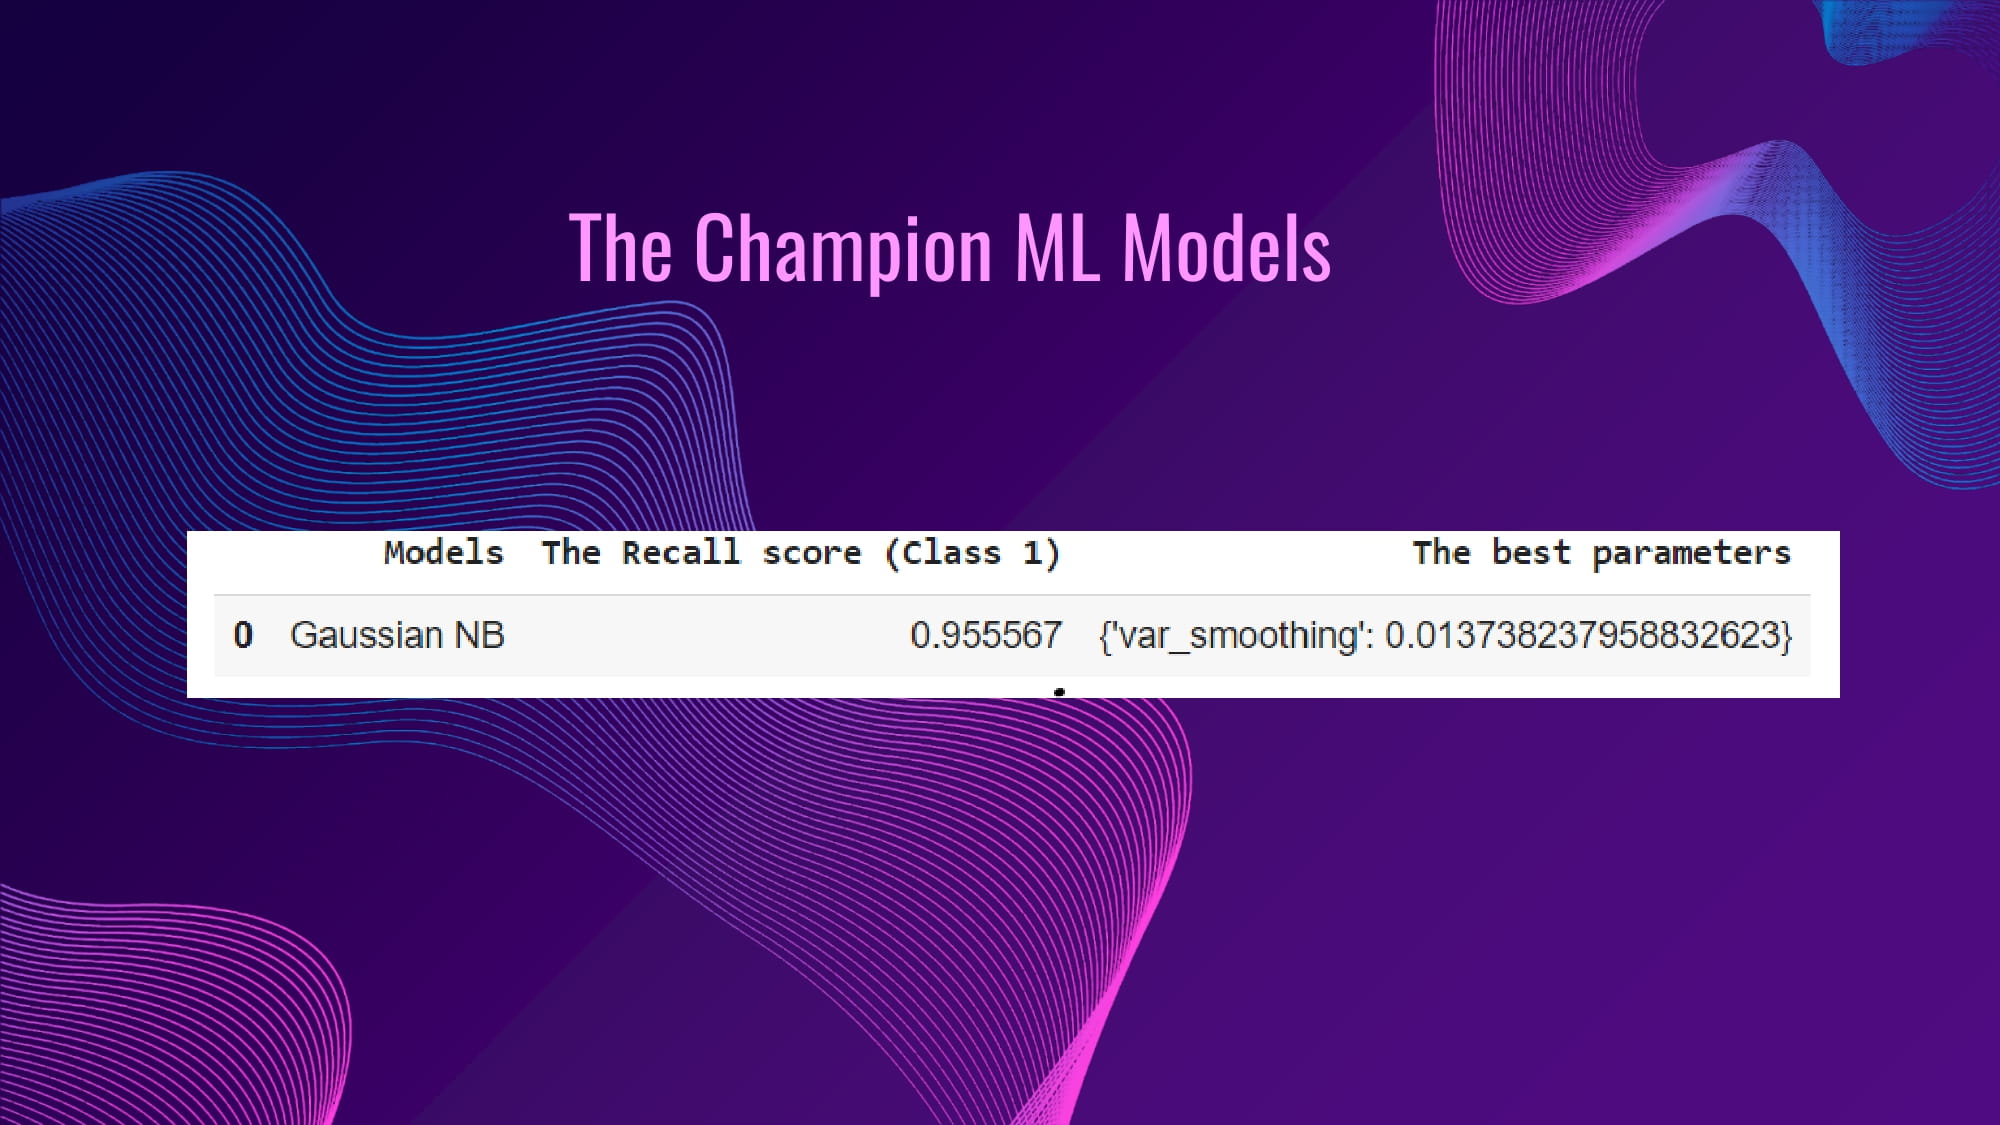 The Champion ML Models
Models The Recall score (Class 1) The best parameters
0 Gaussian NB 0.955567 {'var_smoothing': 0.013738237958832623}